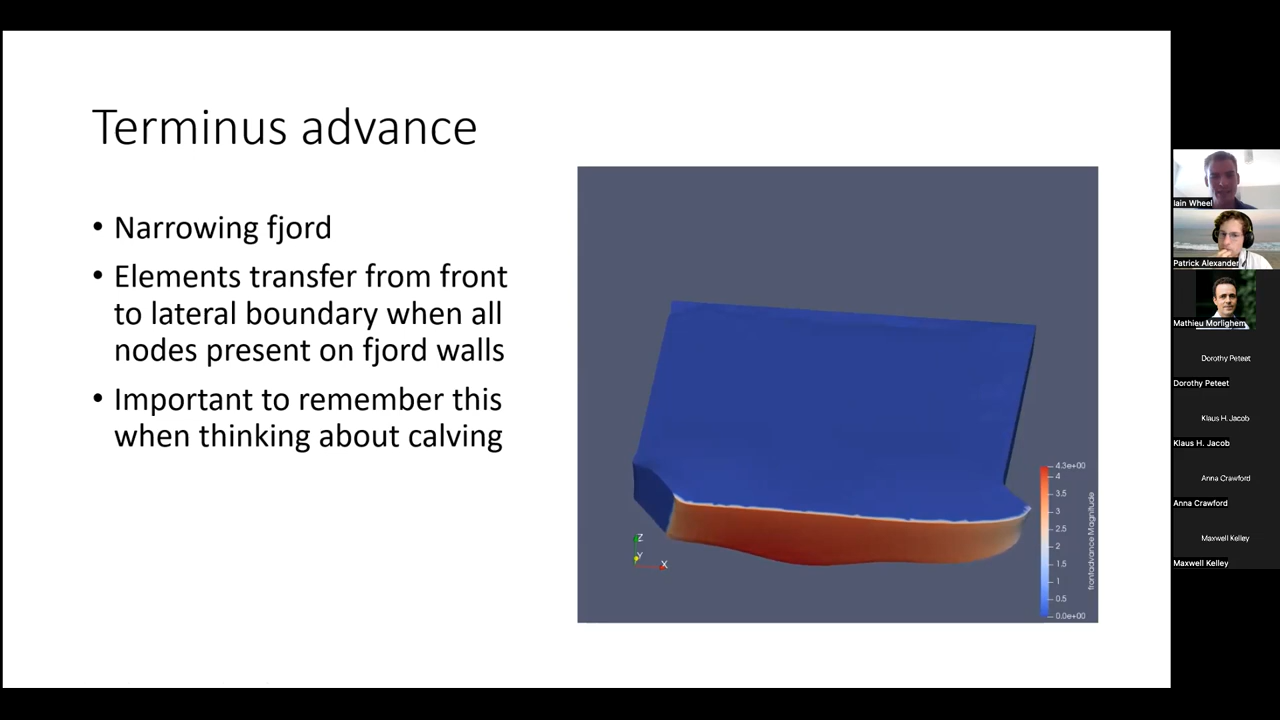 Terminus advance
• Narrowing fjord
• Elements transfer from front
to lateral boundary when all
nodes present on fjord walls
• Important to remember this
when thinking about calving
Z
Y
X
4.3e+00
4
3.5
3
2.5
2
1.5
1
0.5
0.0e+00
frontadvance Magnitude
Iain Wheel
Patrick Alexander
Mathieu Morlighem
Dorothy Peteet
Dorothy Peteet
Klaus H. Jacob
Klaus H. Jacob
Anna Crawford
Anna Crawford
Maxwell Kelley
Maxwell Kelley